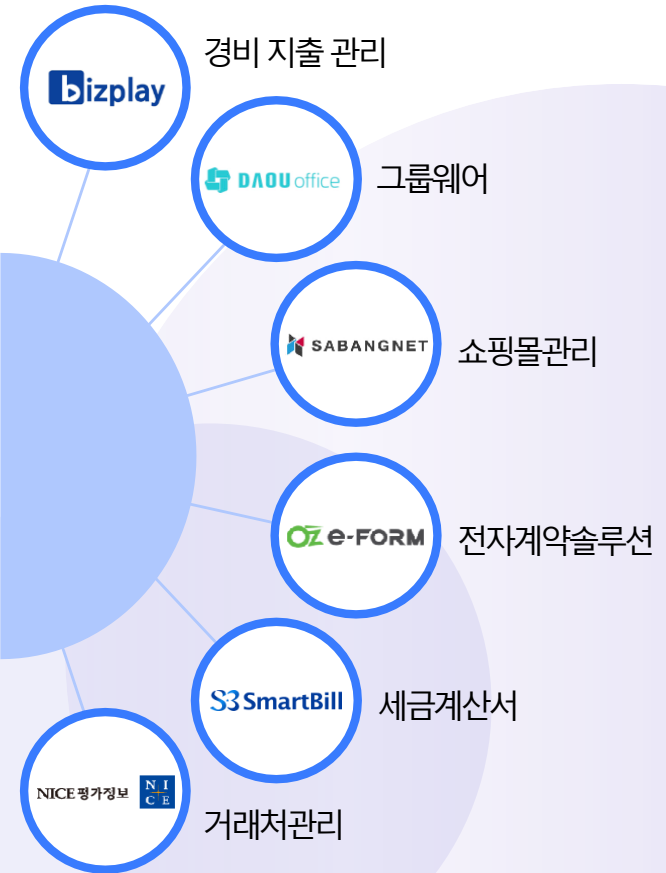 bizplay
경비 지출 관리
DAOU office
그룹웨어
SABANGNET
쇼핑몰관리
OZ e-FORM
전자계약솔루션
SmartBill
세금계산서
NICE 평가정보
NI
CE
거래처관리